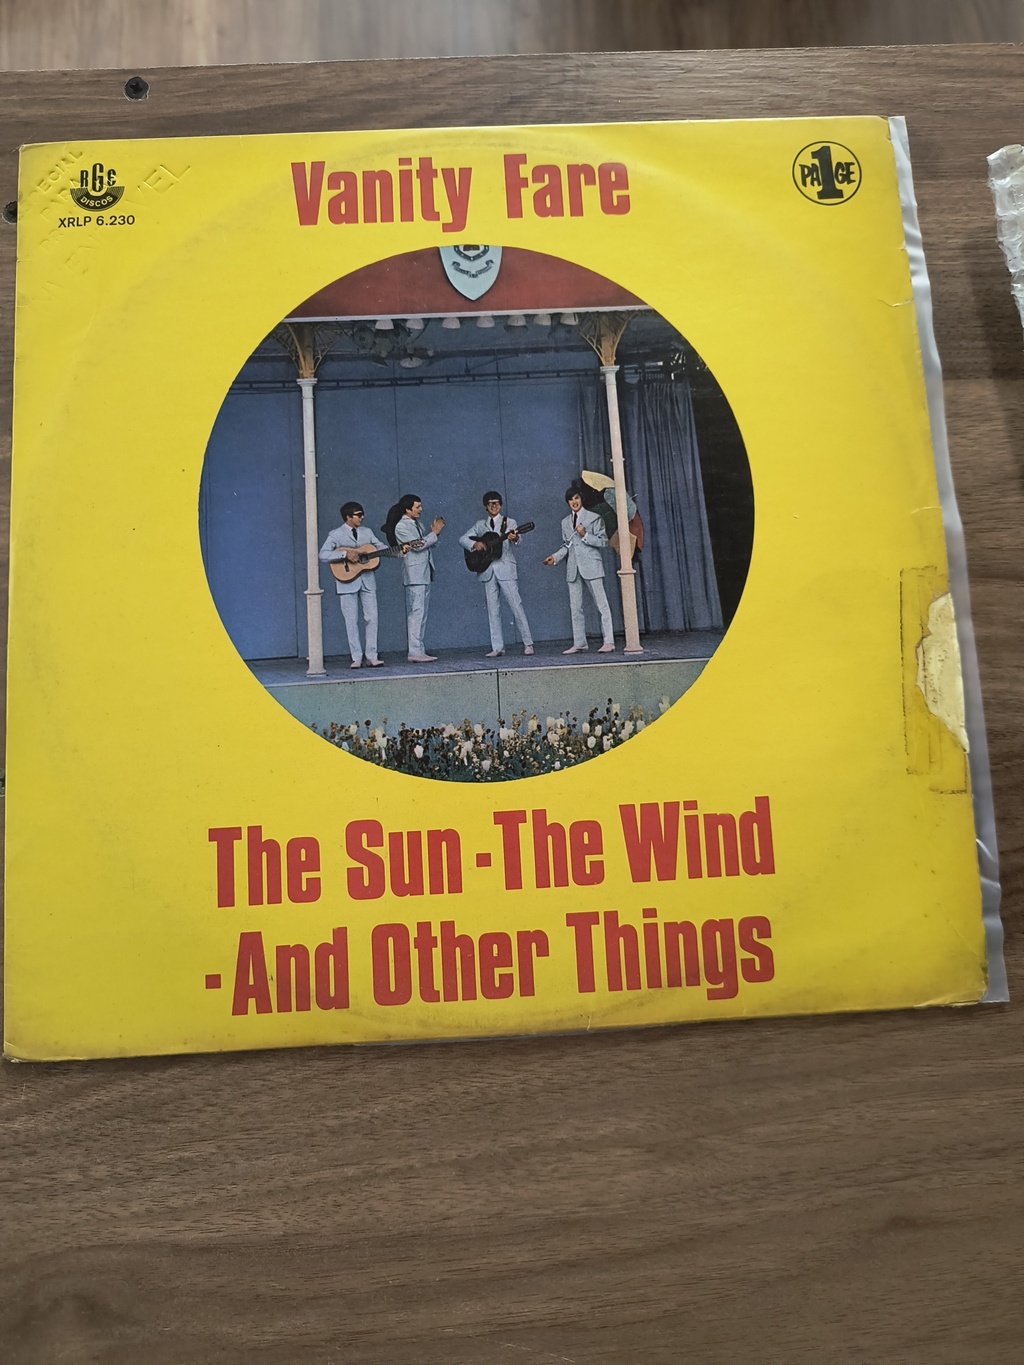 RGE
DISCOS
XRLP 6.230
Vanity Fare
PAGE
1
The Sun-The Wind
-And Other Things